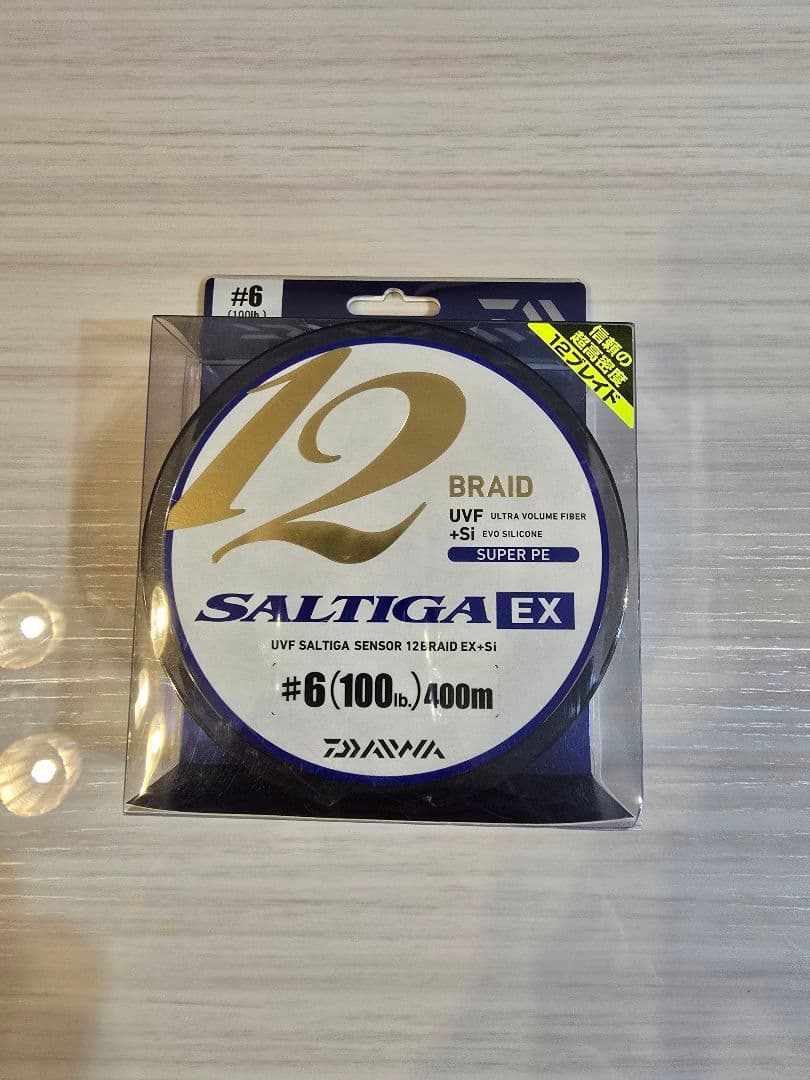 #6
(100lb.)
信頼の
超高密度
12ブレイド
12
BRAID
UVF ULTRA VOLUME FIBER
+Si EVO SILICONE
SUPER PE
SALTIGA EX
UVF SALTIGA SENSOR 12BRAID EX+Si
#6(100lb.)400m
DAIWA